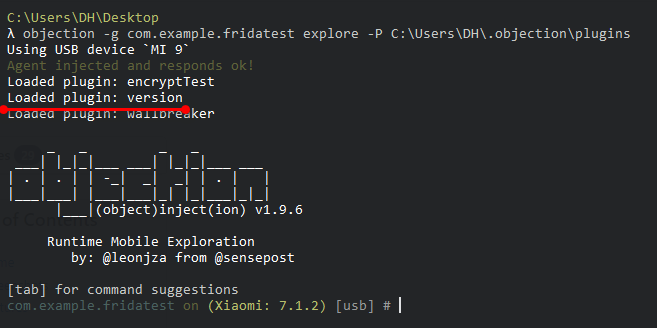 C:\Users\DH\Desktop
λ objection -g com.example.fridatest explore -P C:\Users\DH\.objection\plugins
Using USB device `MI 9`
Agent injected and responds ok!
Loaded plugin: encryptTest
Loaded plugin: version
Loaded plugin: wallbreaker
|___|(object)inject(ion) v1.9.6
Runtime Mobile Exploration
by: @leonjza from @sensepost
[tab] for command suggestions
com.example.fridatest on (Xiaomi: 7.1.2) [usb] #